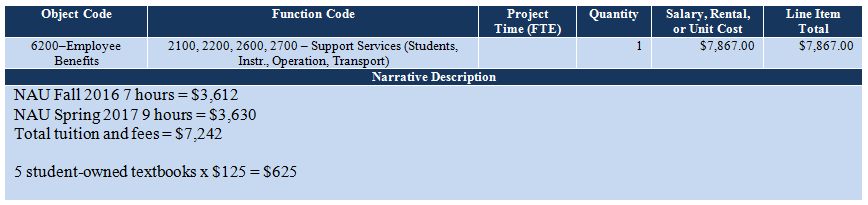 Object Code Function Code Project Time (FTE) Quantity Salary, Rental, or Unit Cost Line Item Total
6200–Employee Benefits 2100, 2200, 2600, 2700 – Support Services (Students, Instr., Operation, Transport) 1 $7,867.00 $7,867.00
Narrative Description
NAU Fall 2016 7 hours = $3,612
NAU Spring 2017 9 hours = $3,630
Total tuition and fees = $7,242
5 student-owned textbooks x $125 = $625